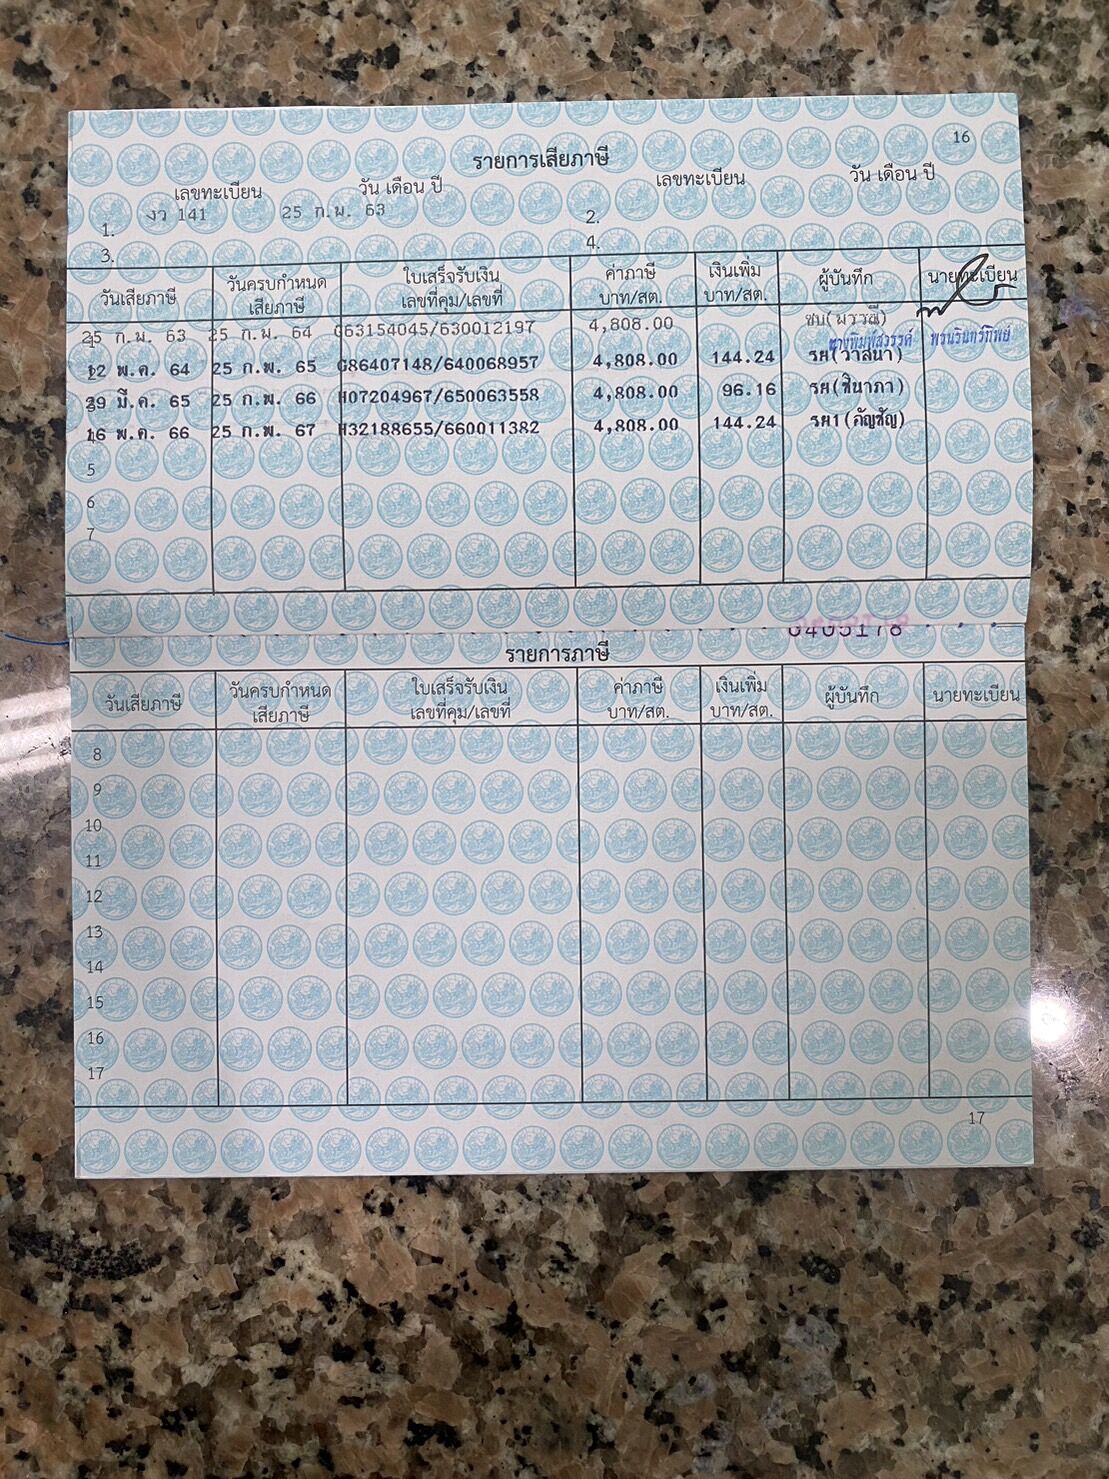 16
รายการเสียภาษี
เลขทะเบียน วัน เดือน ปี เลขทะเบียน วัน เดือน ปี
1. งว 141 25 ก.พ. 63 2.
3. 4.
วันเสียภาษี วันครบกำหนดเสียภาษี ใบเสร็จรับเงิน เลขที่คุม/เลขที่ ค่าภาษี บาท/สต. เงินเพิ่ม บาท/สต. ผู้บันทึก นายทะเบียน
25 ก.พ. 63 25 ก.พ. 64 G63154045/630012197 4,808.00
12 พ.ค. 64 25 ก.พ. 65 G86407148/640068957 4,808.00 144.24 รย(วาสนา)
29 มี.ค. 65 25 ก.พ. 66 H07204967/650063558 4,808.00 96.16 รย(ชินาภา)
16 พ.ค. 66 25 ก.พ. 67 H32188655/660011382 4,808.00 144.24 รย1(ภัญชัญ)
5
6
7
0405178
รายการภาษี
วันเสียภาษี วันครบกำหนดเสียภาษี ใบเสร็จรับเงิน เลขที่คุม/เลขที่ ค่าภาษี บาท/สต. เงินเพิ่ม บาท/สต. ผู้บันทึก นายทะเบียน
8
9
10
11
12
13
14
15
16
17
17